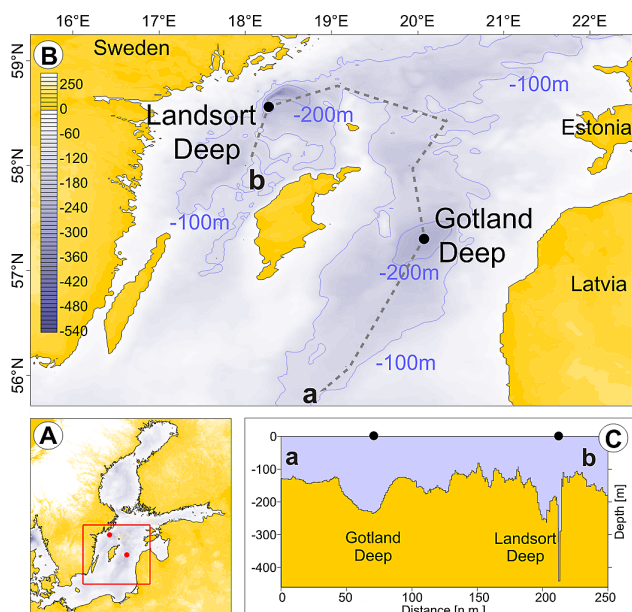 16°E 17°E 18°E 19°E 20°E 21°E 22°E
B
Sweden
59°N
58°N
57°N
56°N
250
0
-60
-120
-180
-240
-300
-360
-420
-480
-540
-100m
-200m
Landsort
Deep
Estonia
b
-100m
Gotland
Deep
-200m
Latvia
-100m
a
A
C
0
-100
-200
-300
-400
a
b
Depth [m]
Gotland
Deep
Landsort
Deep
0 50 100 150 200 250
Distance [n.m.]